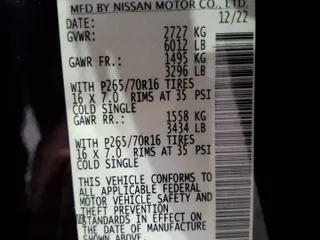 MFD BY NISSAN MOTOR CO., LTD.
DATE: 12/22
GVWR: 2727 KG
6012 LB
GAWR FR.: 1495 KG
3296 LB
WITH P265/70R16 TIRES
16 X 7.0 RIMS AT 35 PSI
COLD SINGLE
GAWR RR.: 1558 KG
3434 LB
WITH P265/70R16 TIRES
16 X 7.0 RIMS AT 35 PSI
COLD SINGLE
THIS VEHICLE CONFORMS TO
ALL APPLICABLE FEDERAL
MOTOR VEHICLE SAFETY AND
THEFT PREVENTION
STANDARDS IN EFFECT ON
THE DATE OF MANUFACTURE
SHOWN ABOVE.